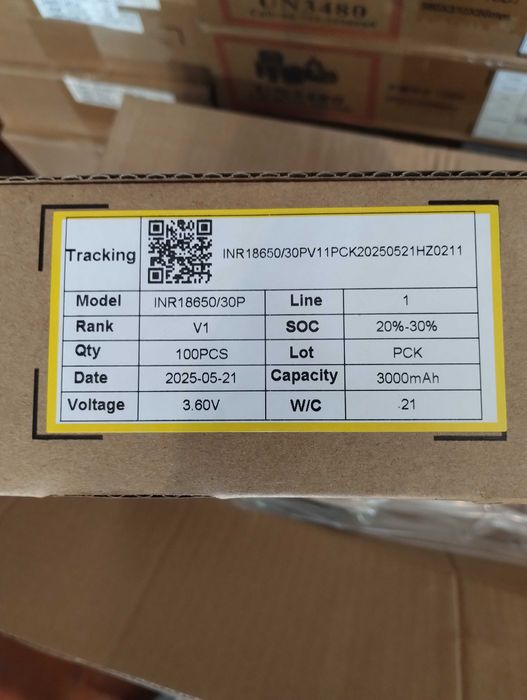 UN3480
Tracking INR18650/30PV11PCK20250521HZ0211
Model INR18650/30P Line 1
Rank V1 SOC 20%-30%
Qty 100PCS Lot PCK
Date 2025-05-21 Capacity 3000mAh
Voltage 3.60V W/C 21